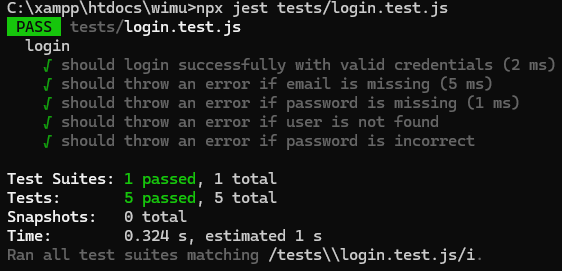 C:\xampp\htdocs\wimu>npx jest tests/login.test.js
PASS tests/login.test.js
login
√ should login successfully with valid credentials (2 ms)
√ should throw an error if email is missing (5 ms)
√ should throw an error if password is missing (1 ms)
√ should throw an error if user is not found
√ should throw an error if password is incorrect
Test Suites: 1 passed, 1 total
Tests: 5 passed, 5 total
Snapshots: 0 total
Time: 0.324 s, estimated 1 s
Ran all test suites matching /tests\\login.test.js/i.